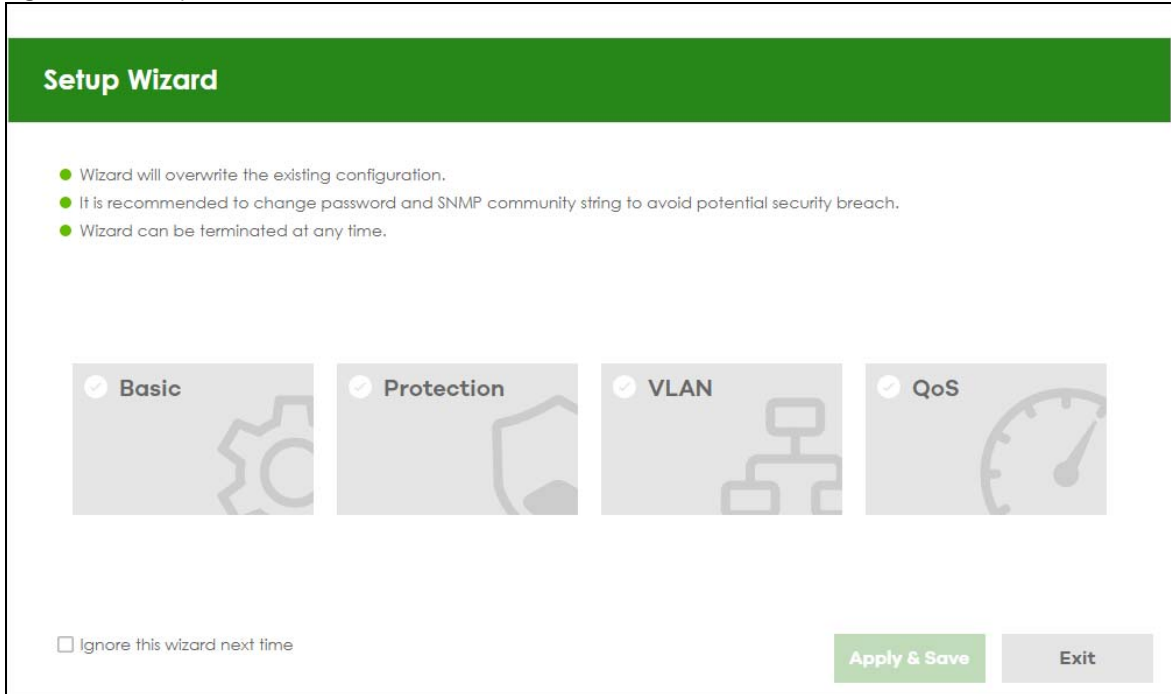 Setup Wizard
Wizard will overwrite the existing configuration.
It is recommended to change password and SNMP community string to avoid potential security breach.
Wizard can be terminated at any time.
Basic
Protection
VLAN
QoS
Ignore this wizard next time
Apply & Save
Exit